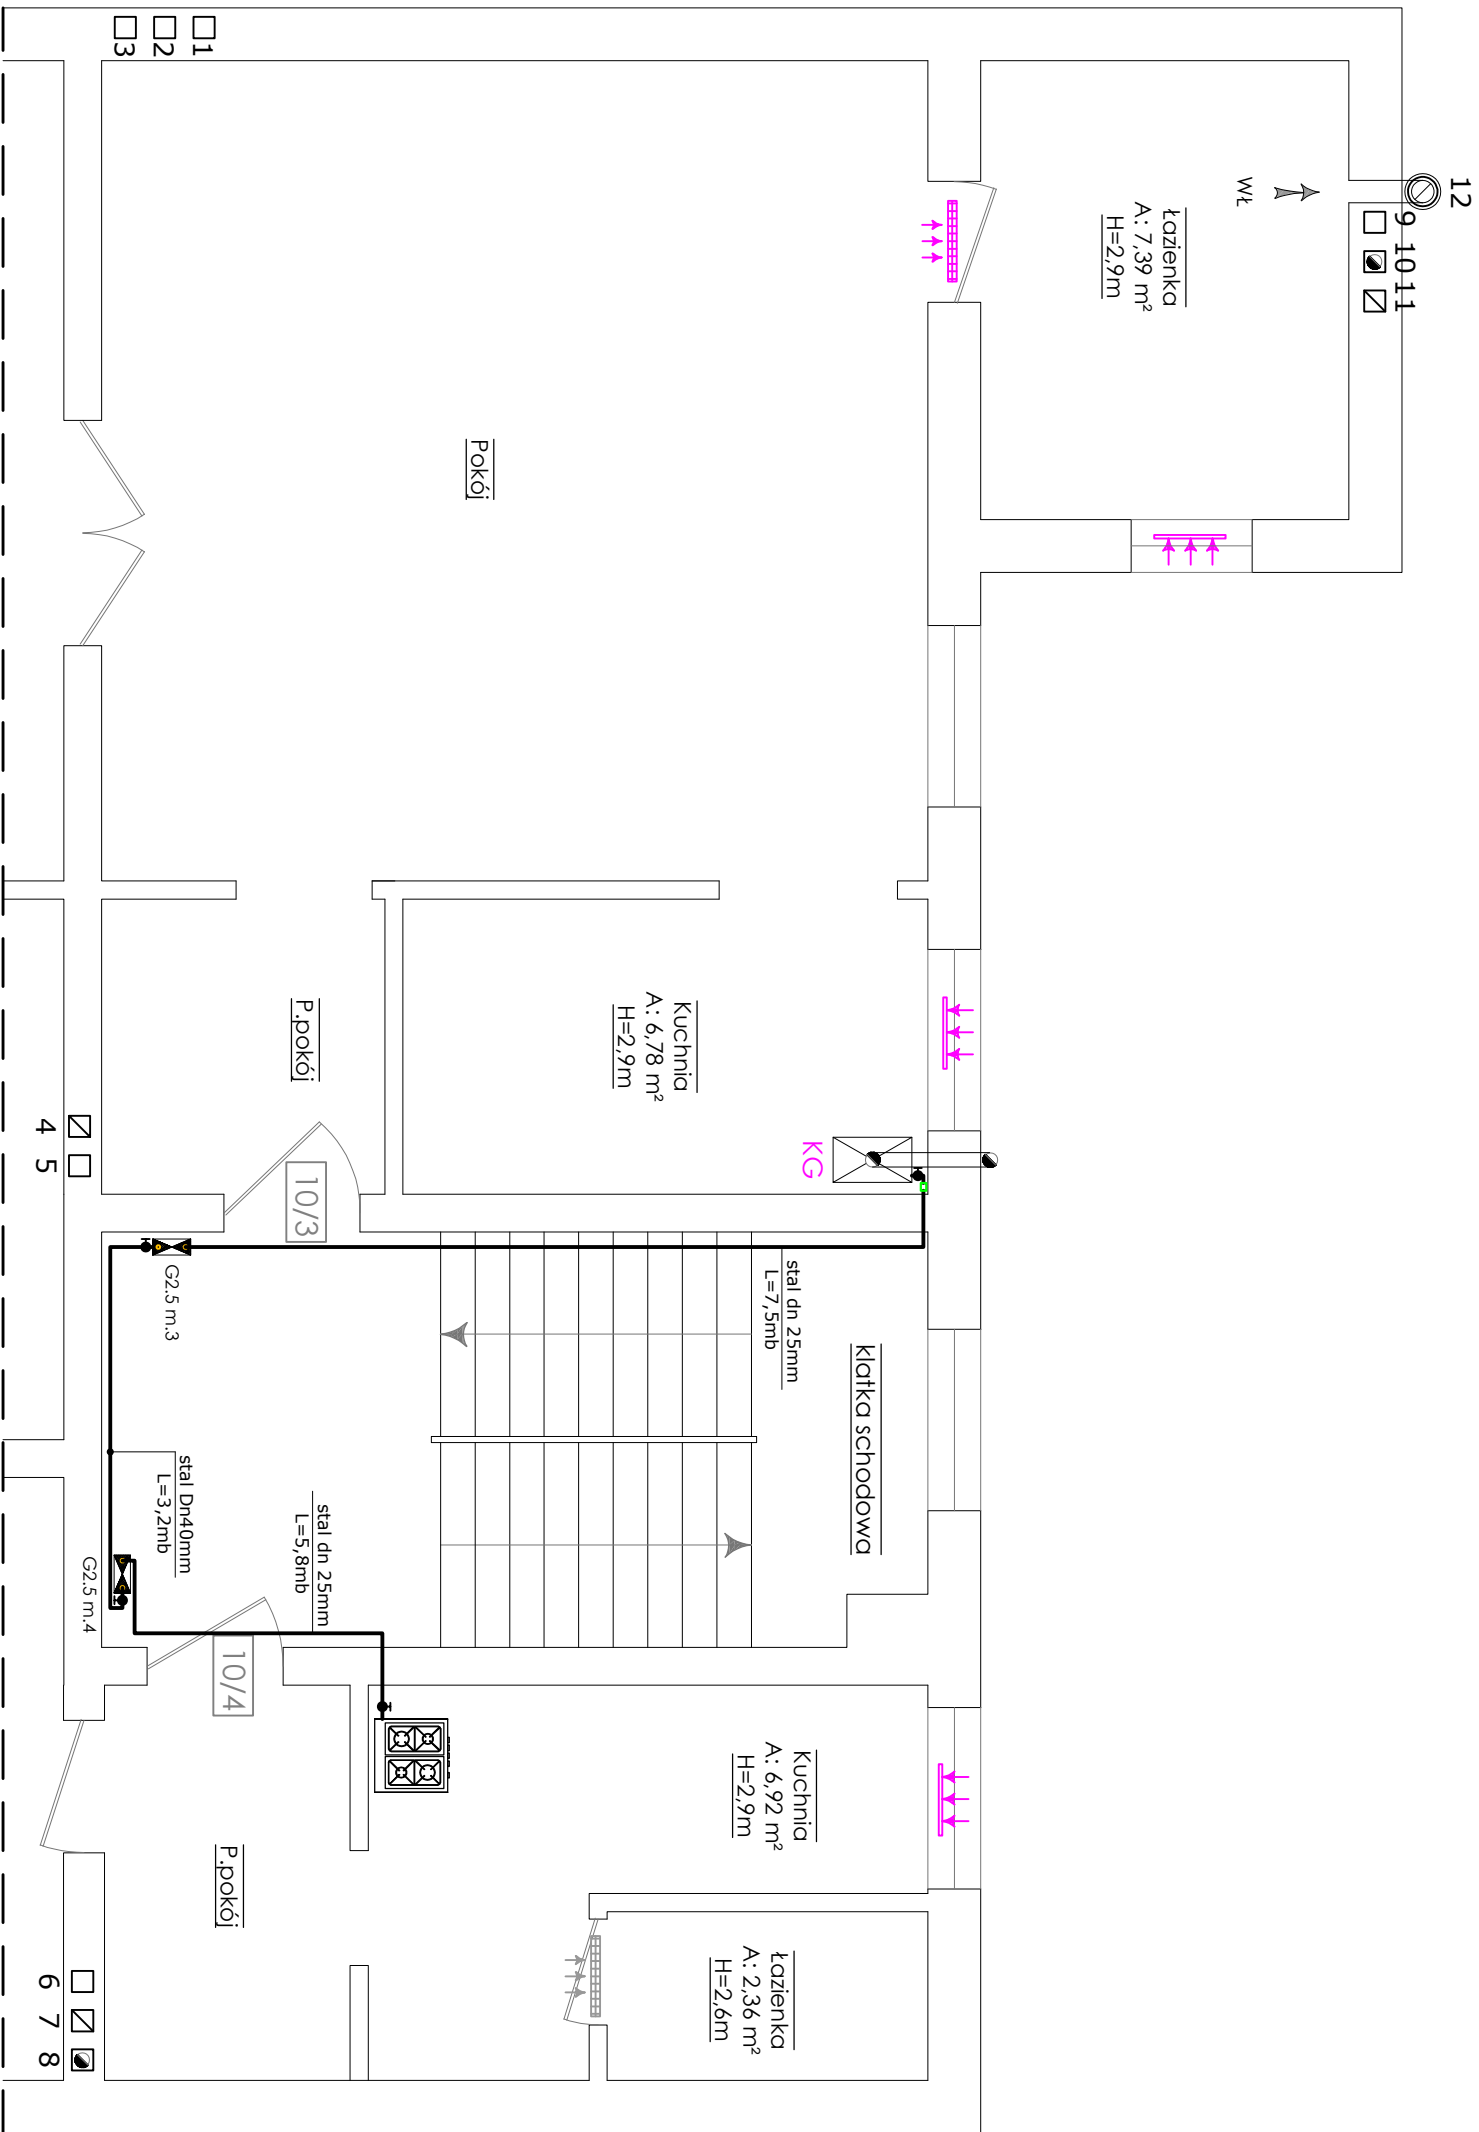 12
9 10 11
WŁ
Łazienka
A: 7,39 m²
H=2,9m
1
2
3
Pokój
Kuchnia
A: 6,78 m²
H=2,9m
P.pokój
KG
4 5
10/3
G2.5 m.3
stal dn 25mm
L=7,5mb
klatka schodowa
stal Dn40mm
L=3,2mb
stal dn 25mm
L=5,8mb
G2.5 m.4
10/4
Kuchnia
A: 6,92 m²
H=2,9m
P.pokój
Łazienka
A: 2,36 m²
H=2,6m
6 7 8